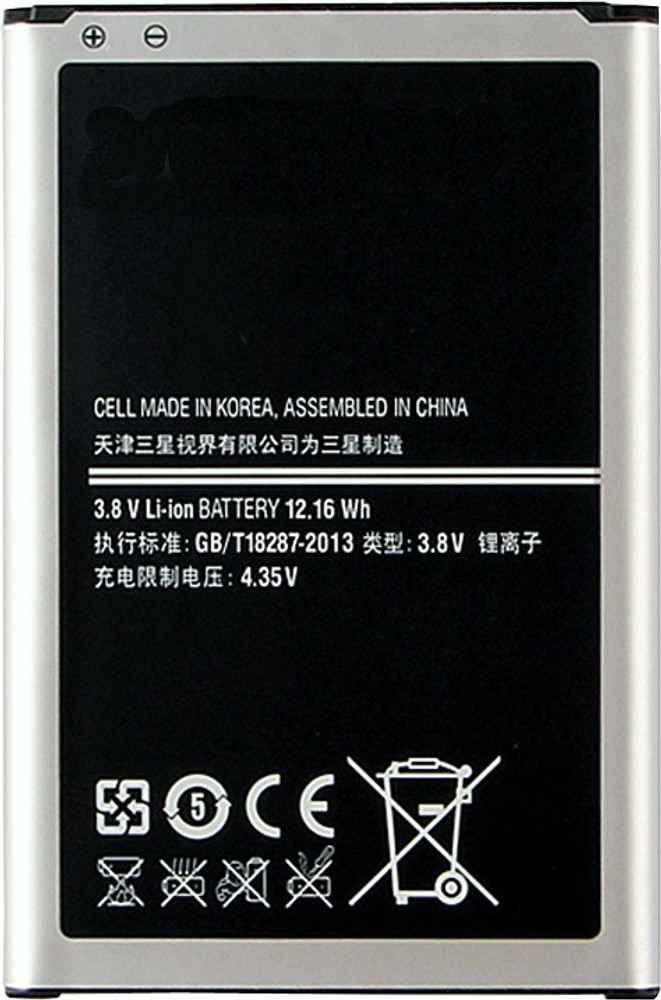 CELL MADE IN KOREA, ASSEMBLED IN CHINA
天津三星视界有限公司为三星制造
3.8 V Li-ion BATTERY 12.16 Wh
执行标准: GB/T18287-2013 类型: 3.8V 锂离子
充电限制电压: 4.35V
5 CE